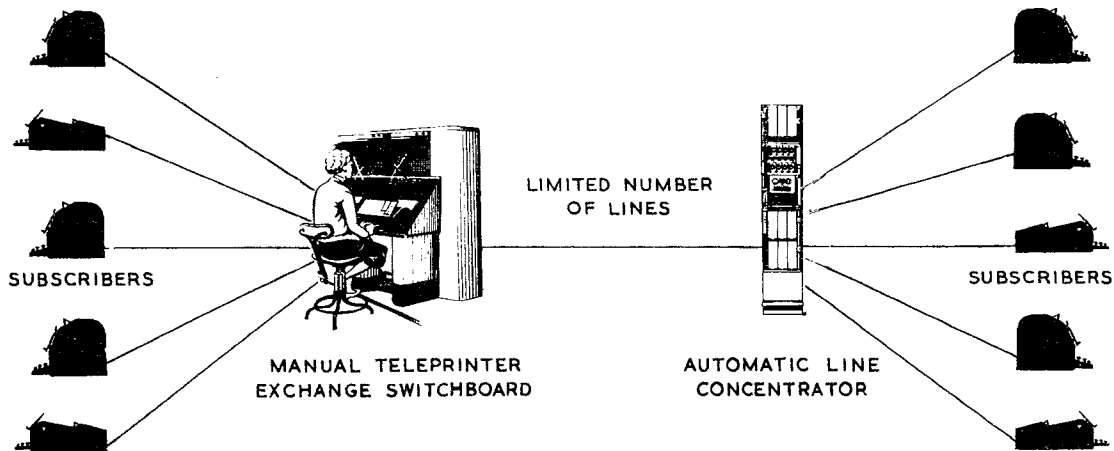 LIMITED NUMBER
OF LINES
SUBSCRIBERS
SUBSCRIBERS
MANUAL TELEPRINTER
EXCHANGE SWITCHBOARD
AUTOMATIC LINE
CONCENTRATOR